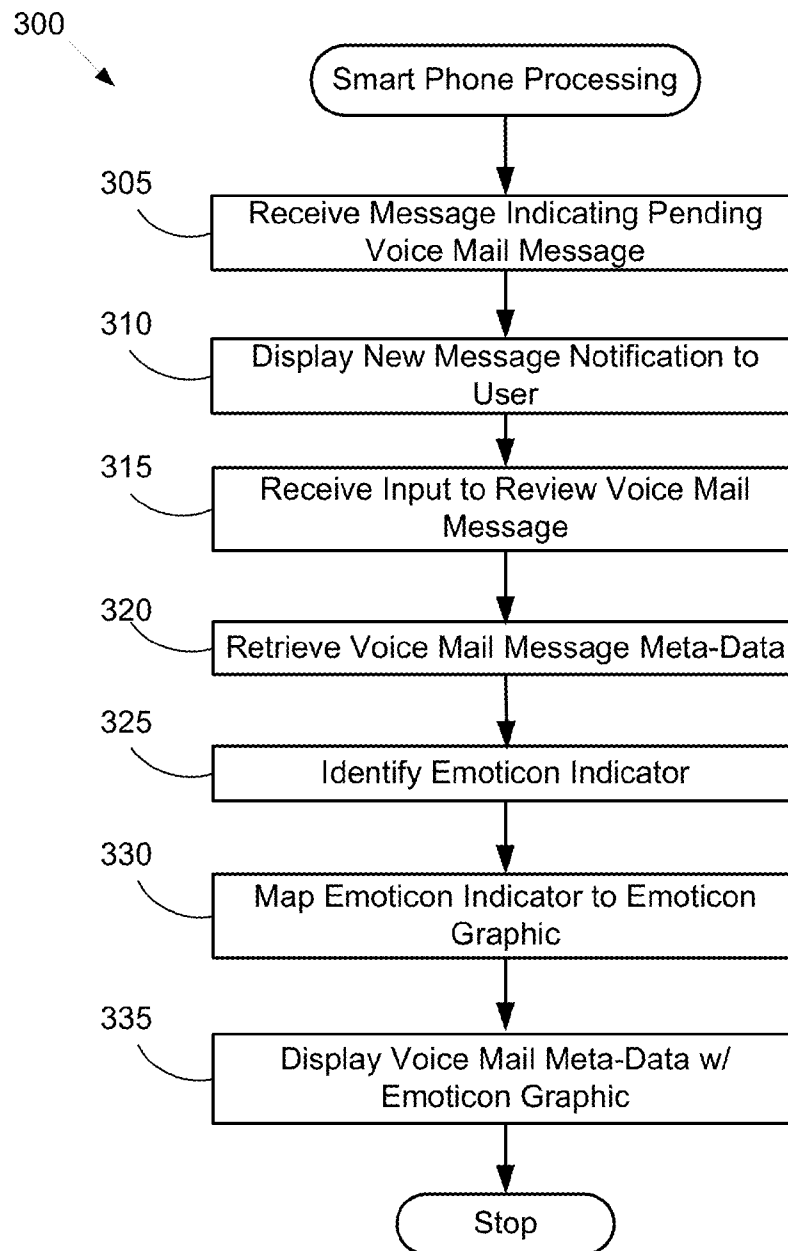 300
Smart Phone Processing
305
Receive Message Indicating Pending
Voice Mail Message
310
Display New Message Notification to
User
315
Receive Input to Review Voice Mail
Message
320
Retrieve Voice Mail Message Meta-Data
325
Identify Emoticon Indicator
330
Map Emoticon Indicator to Emoticon
Graphic
335
Display Voice Mail Meta-Data w/
Emoticon Graphic
Stop